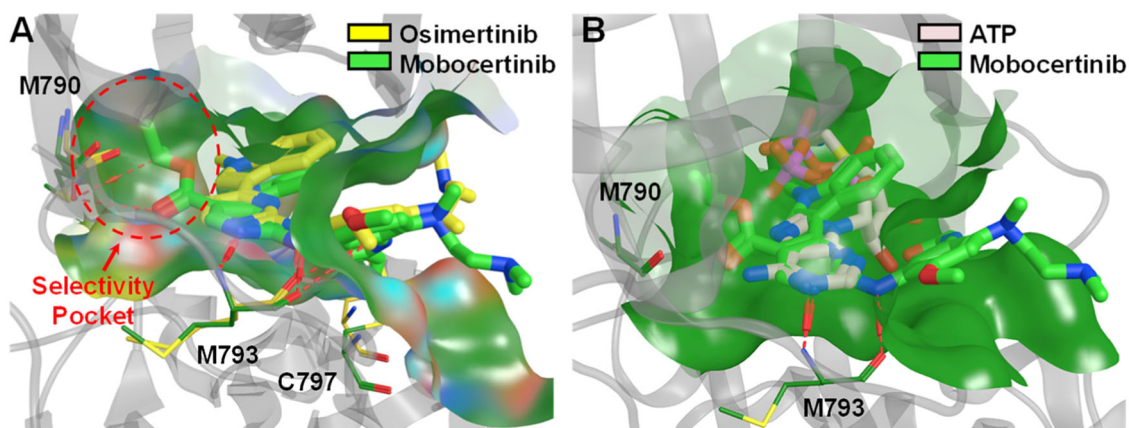 A
Osimertinib
Mobocertinib
M790
Selectivity
Pocket
M793
C797
B
ATP
Mobocertinib
M790
M793